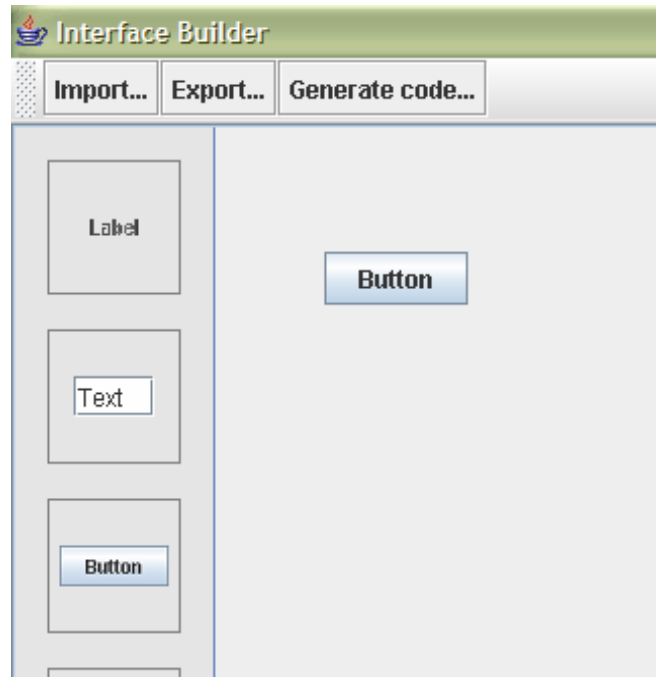 Interface Builder
Import... Export... Generate code...
Label
Button
Text
Button